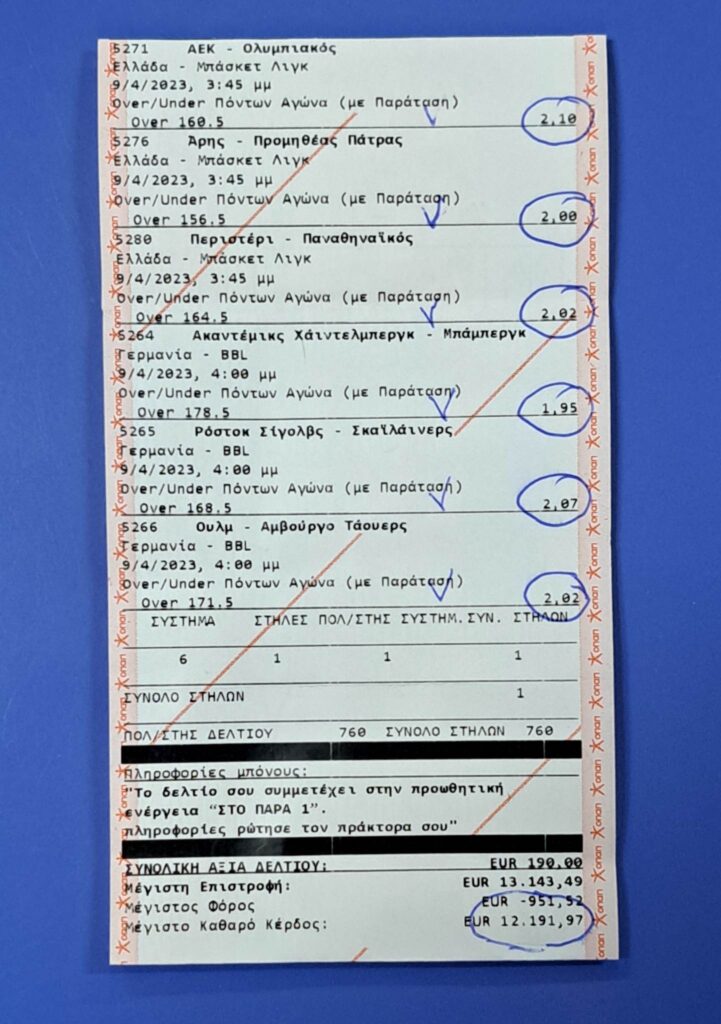 5271 ΑΕΚ - Ολυμπιακός
Ελλάδα - Μπάσκετ Λιγκ
9/4/2023, 3:45 μμ
Over/Under Πόντων Αγώνα (με Παράταση)
Over 160.5 2,10
5276 Άρης - Προμηθέας Πάτρας
Ελλάδα - Μπάσκετ Λιγκ
9/4/2023, 3:45 μμ
Over/Under Πόντων Αγώνα (με Παράταση)
Over 156.5 2,00
5280 Περιστέρι - Παναθηναϊκός
Ελλάδα - Μπάσκετ Λιγκ
9/4/2023, 3:45 μμ
Over/Under Πόντων Αγώνα (με Παράταση)
Over 164.5 2,02
5264 Ακαντέμικς Χάιντελμπεργκ - Μπάμπεργκ
Γερμανία - BBL
9/4/2023, 4:00 μμ
Over/Under Πόντων Αγώνα (με Παράταση)
Over 178.5 1,95
5265 Ρόστοκ Σίγολβς - Σκαϊλάινερς
Γερμανία - BBL
9/4/2023, 4:00 μμ
Over/Under Πόντων Αγώνα (με Παράταση)
Over 168.5 2,07
5266 Ουλμ - Αμβούργο Τάουερς
Γερμανία - BBL
9/4/2023, 4:00 μμ
Over/Under Πόντων Αγώνα (με Παράταση)
Over 171.5 2,02
ΣΥΣΤΗΜΑ ΣΤΗΛΕΣ ΠΟΛ/ΣΤΗΣ ΣΥΣΤΗΜ. ΣΥΝ. ΣΤΗΛΩΝ
6 1 1 1
ΣΥΝΟΛΟ ΣΤΗΛΩΝ 1
ΠΟΛ/ΣΤΗΣ ΔΕΛΤΙΟΥ 760 ΣΥΝΟΛΟ ΣΤΗΛΩΝ 760
Πληροφορίες μπόνους:
"Το δελτίο σου συμμετέχει στην προωθητική
ενέργεια “ΣΤΟ ΠΑΡΑ 1”.
πληροφορίες ρώτησε τον πράκτορα σου"
ΣΥΝΟΛΙΚΗ ΑΞΙΑ ΔΕΛΤΙΟΥ: EUR 190,00
Μέγιστη Επιστροφή: EUR 13.143,49
Μέγιστος Φόρος EUR -951,52
Μέγιστο Καθαρό Κέρδος: EUR 12.191,97